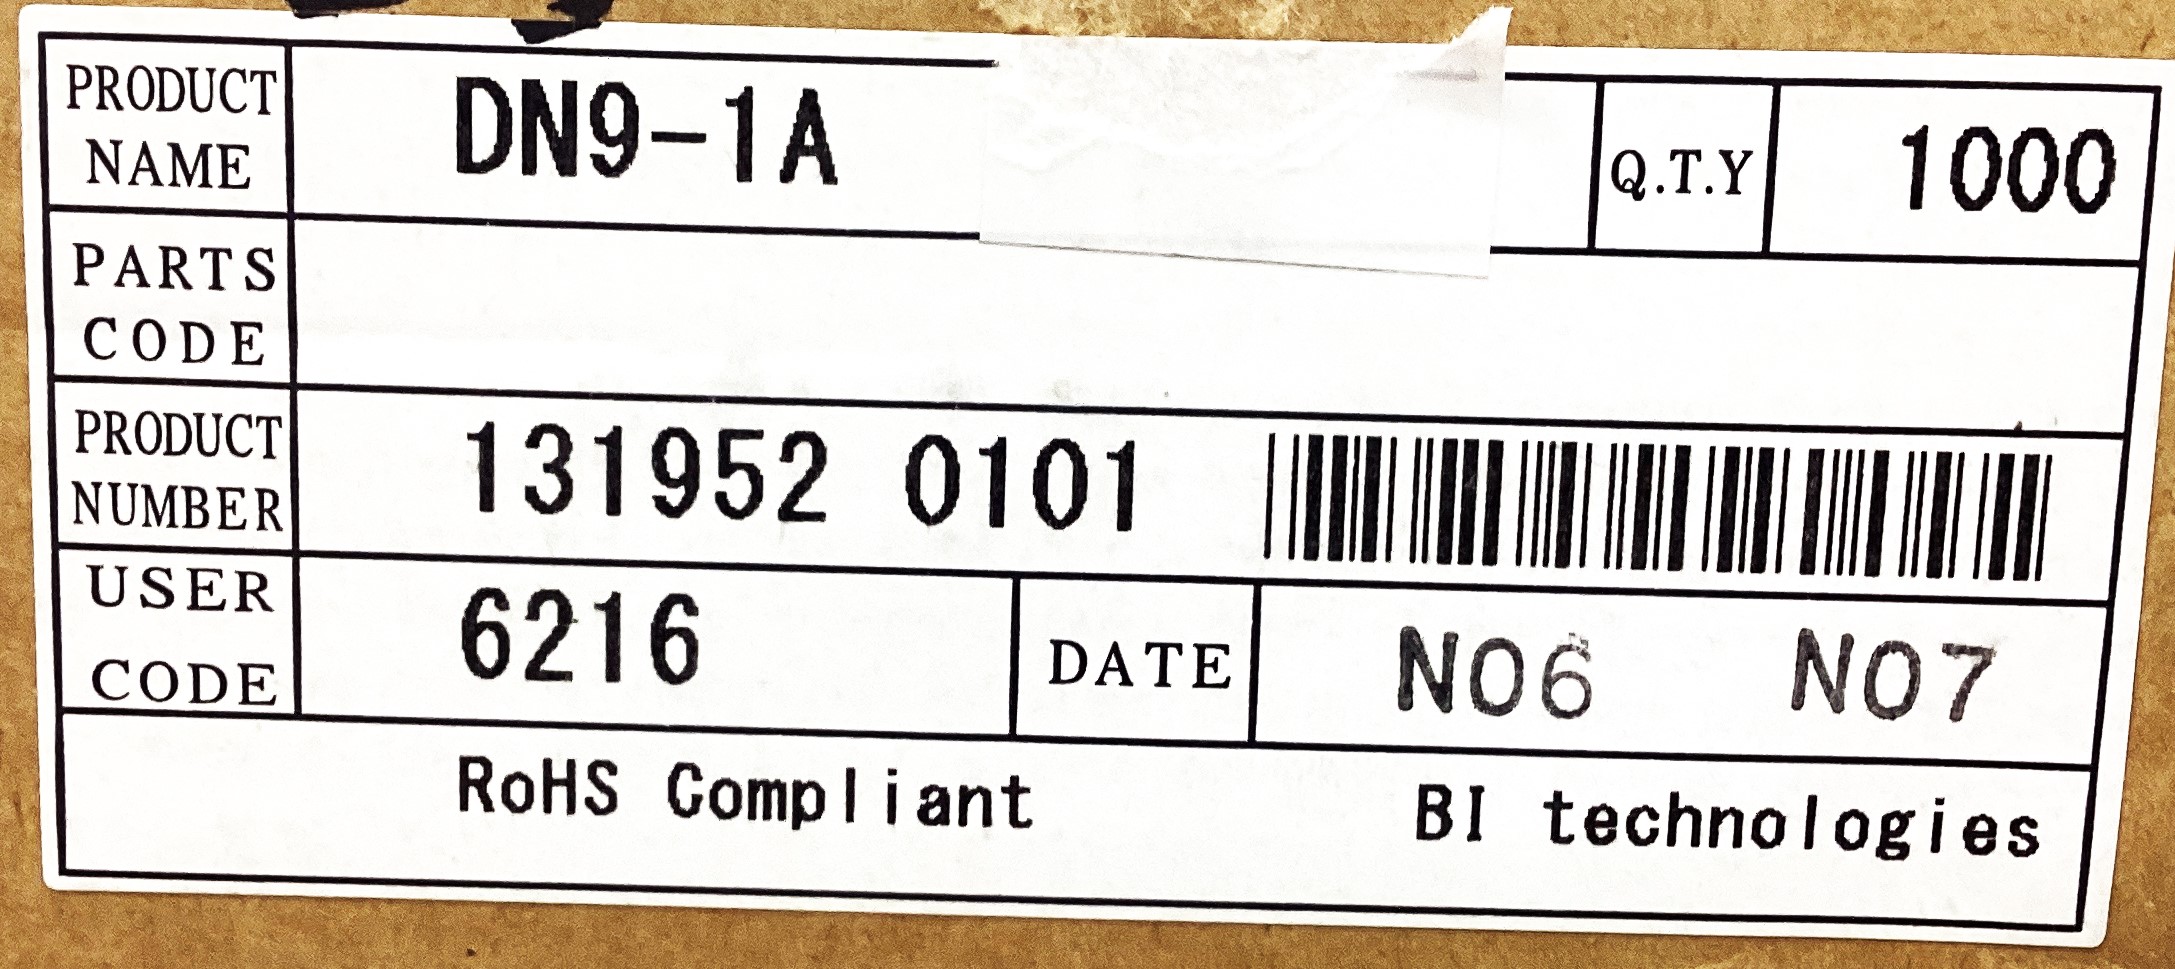 PRODUCT NAME DN9-1A Q.T.Y 1000
PARTS CODE
PRODUCT NUMBER 131952 0101
USER CODE 6216 DATE N06 N07
RoHS Compliant BI technologies